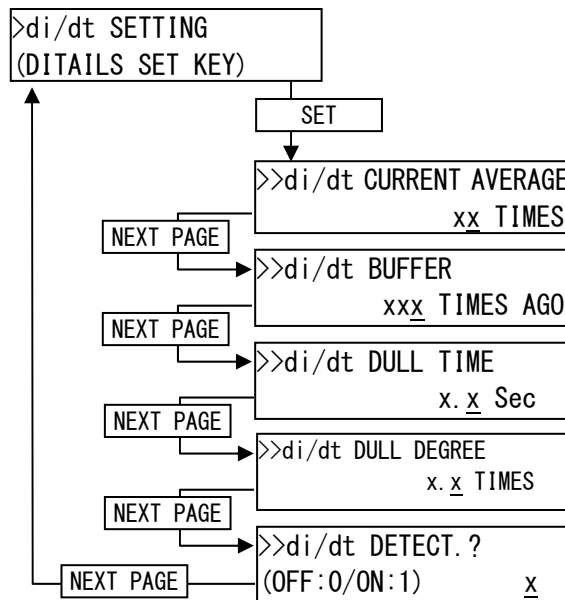 >di/dt SETTING
(DITAILS SET KEY)
SET
>>di/dt CURRENT AVERAGE
xx TIMES
NEXT PAGE
>>di/dt BUFFER
xxx TIMES AGO
NEXT PAGE
>>di/dt DULL TIME
x.x Sec
NEXT PAGE
>>di/dt DULL DEGREE
x.x TIMES
NEXT PAGE
>>di/dt DETECT.?
(OFF:0/ON:1) x
NEXT PAGE